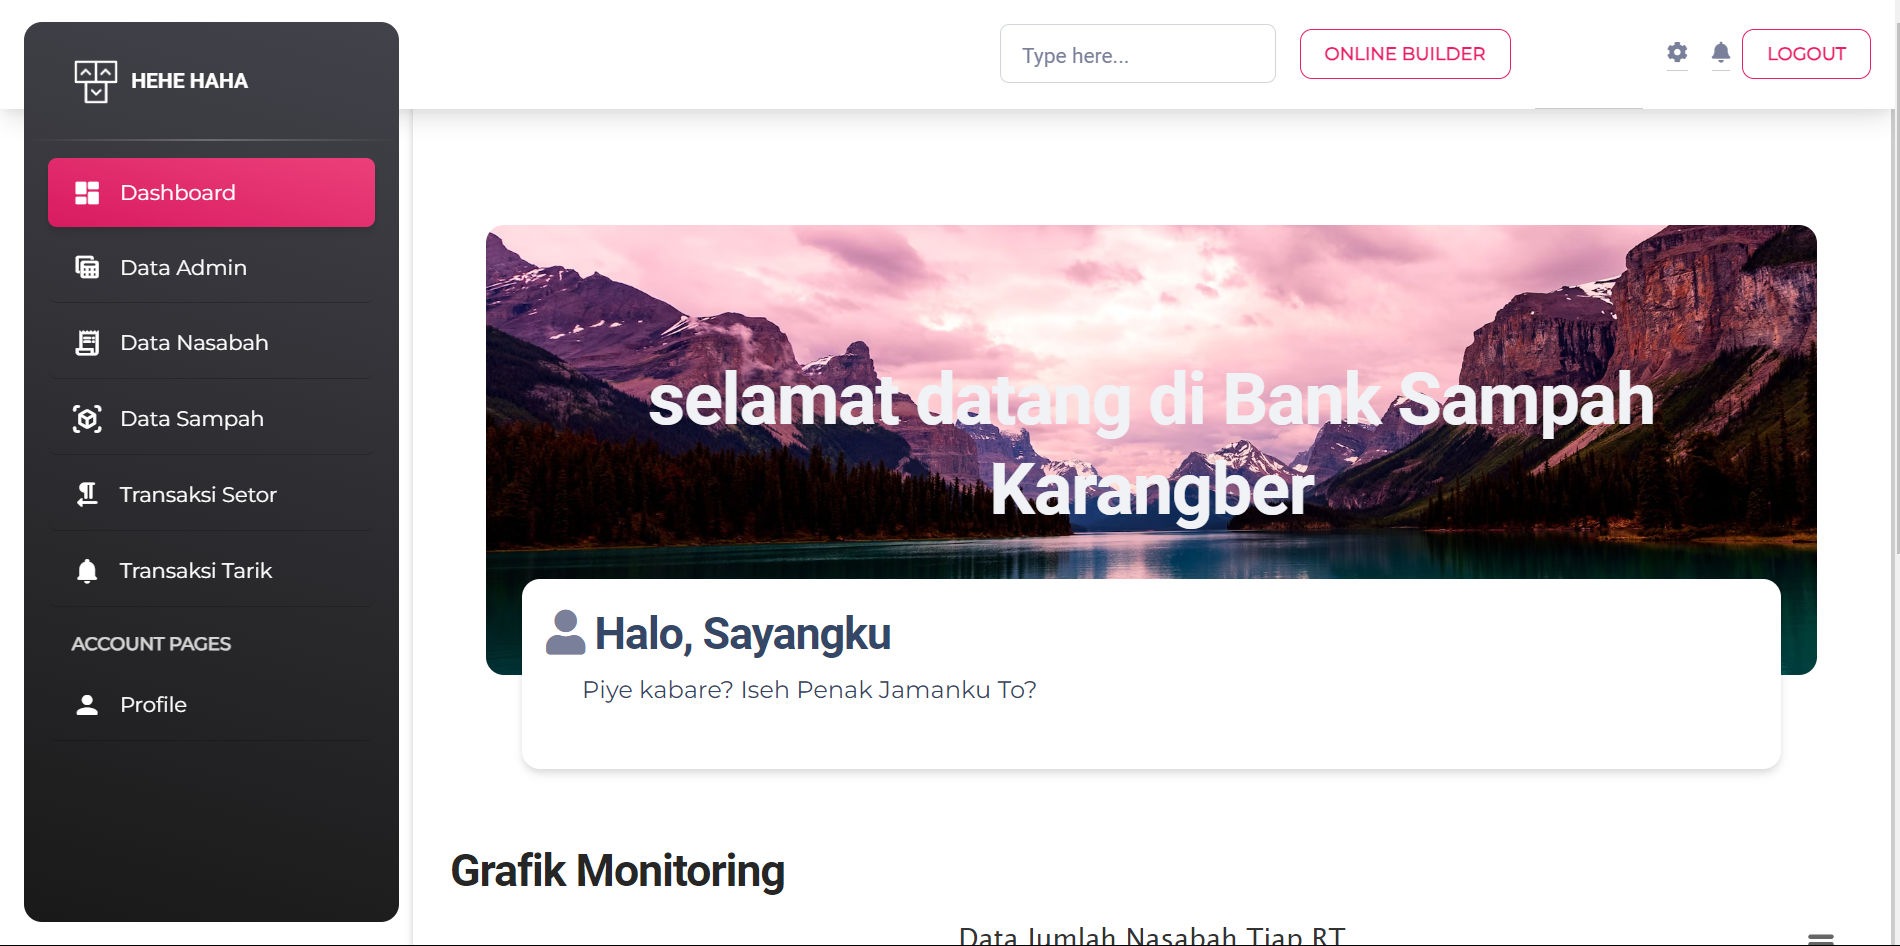 HEHE HAHA
Type here...
ONLINE BUILDER
LOGOUT
Dashboard
Data Admin
Data Nasabah
Data Sampah
Transaksi Setor
Transaksi Tarik
ACCOUNT PAGES
Profile
selamat datang di Bank Sampah
Karangber
Halo, Sayangku
Piye kabare? Iseh Penak Jamanku To?
Grafik Monitoring
Data Jumlah Nasabah Tiap RT